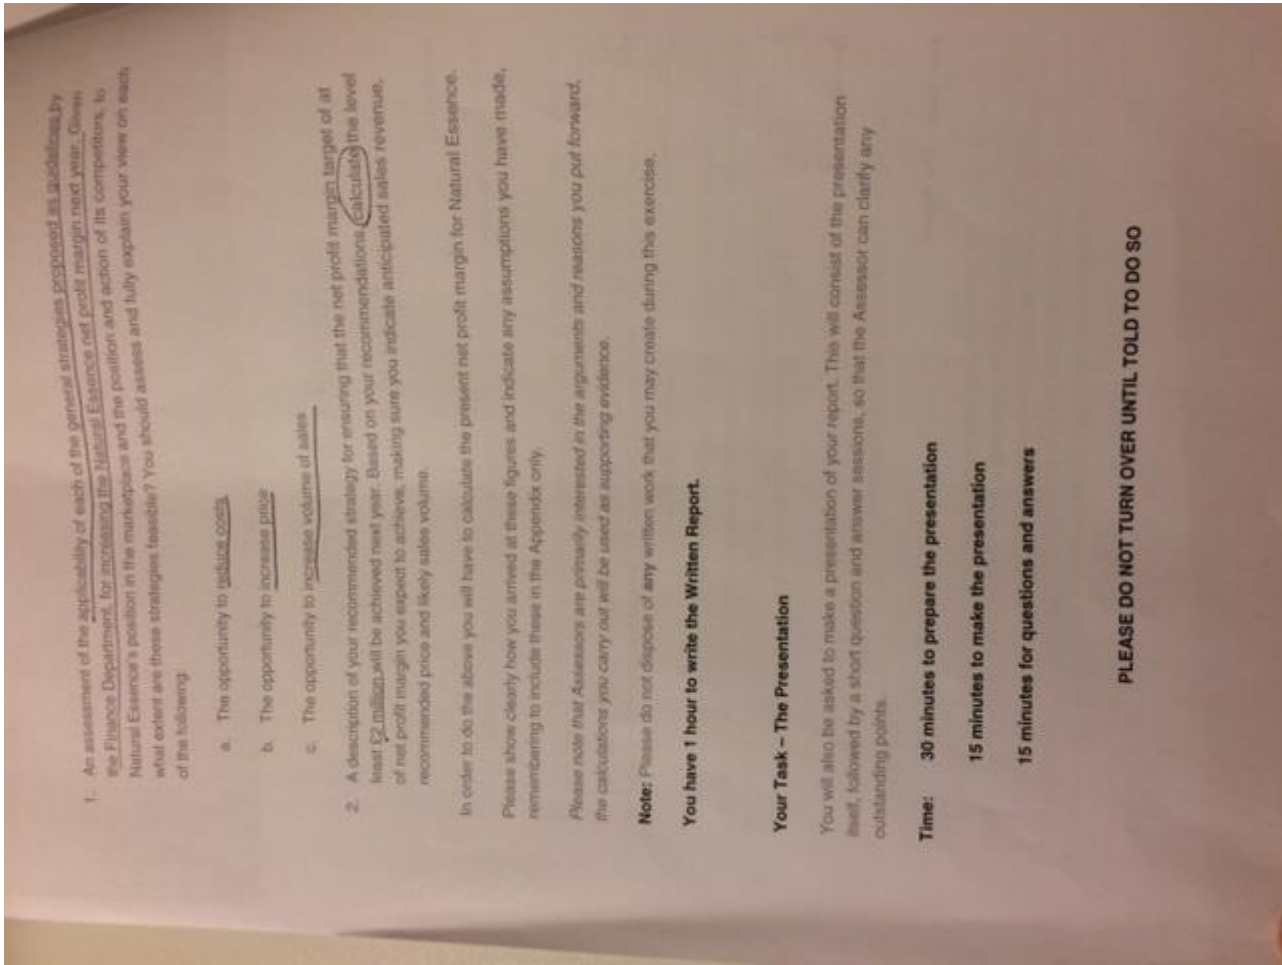 1. An assessment of the applicability of each of the general strategies proposed as guidelines by
the Finance Department, for increasing the Natural Essence net profit margin next year. Given
Natural Essence's position in the marketplace and the position and action of its competitors, to
what extent are these strategies feasible? You should assess and fully explain your view on each
of the following:
a. The opportunity to reduce costs
b. The opportunity to increase price
c. The opportunity to increase volume of sales
2. A description of your recommended strategy for ensuring that the net profit margin target of at
least £2 million will be achieved next year. Based on your recommendations, calculate the level
of net profit margin you expect to achieve, making sure you indicate anticipated sales revenue,
recommended price and likely sales volume.
In order to do the above you will have to calculate the present net profit margin for Natural Essence.
Please show clearly how you arrived at these figures and indicate any assumptions you have made,
remembering to include these in the Appendix only.
Please note that Assessors are primarily interested in the arguments and reasons you put forward,
the calculations you carry out will be used as supporting evidence.
Note: Please do not dispose of any written work that you may create during this exercise.
You have 1 hour to write the Written Report.
Your Task – The Presentation
You will also be asked to make a presentation of your report. This will consist of the presentation
itself, followed by a short question and answer sessions, so that the Assessor can clarify any
outstanding points.
Time: 30 minutes to prepare the presentation
15 minutes to make the presentation
15 minutes for questions and answers
PLEASE DO NOT TURN OVER UNTIL TOLD TO DO SO